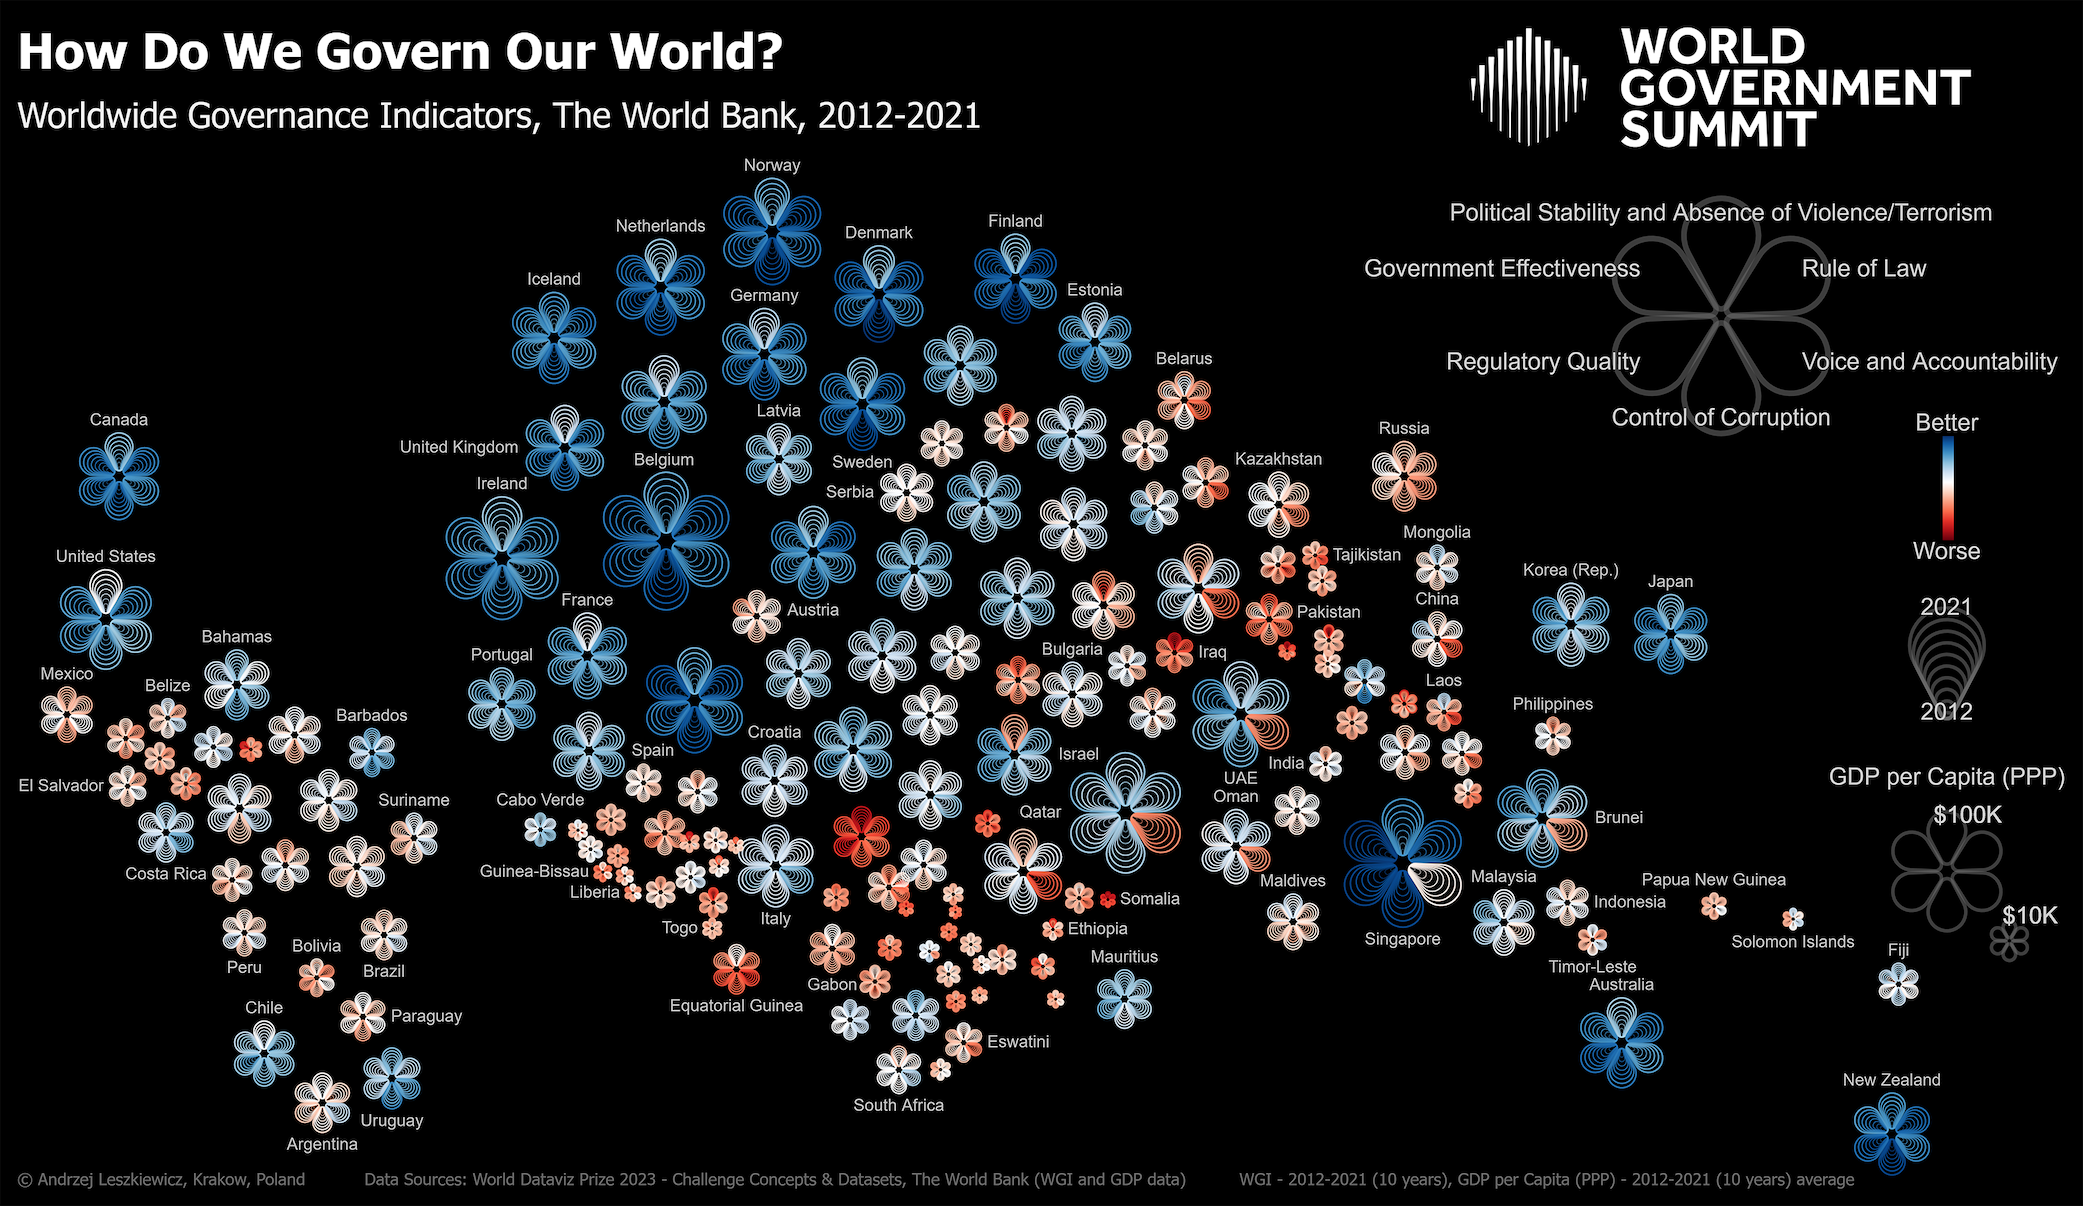 How Do We Govern Our World?
Worldwide Governance Indicators, The World Bank, 2012-2021
WORLD
GOVERNMENT
SUMMIT
Political Stability and Absence of Violence/Terrorism
Government Effectiveness
Rule of Law
Regulatory Quality
Voice and Accountability
Control of Corruption
Better
Worse
2021
2012
GDP per Capita (PPP)
$100K
$10K
Norway
Netherlands
Denmark
Finland
Iceland
Germany
Estonia
Belarus
Canada
Latvia
United Kingdom
Belgium
Sweden
Russia
Kazakhstan
Ireland
Serbia
United States
Mongolia
Tajikistan
Korea (Rep.)
Japan
France
Austria
China
Pakistan
Bahamas
Portugal
Bulgaria
Iraq
Mexico
Belize
Laos
Barbados
Philippines
Croatia
Spain
Israel
India
UAE
El Salvador
Cabo Verde
Suriname
Oman
Qatar
Brunei
Costa Rica
Guinea-Bissau
Liberia
Maldives
Malaysia
Papua New Guinea
Somalia
Indonesia
Italy
Togo
Ethiopia
Singapore
Solomon Islands
Bolivia
Peru
Brazil
Mauritius
Fiji
Timor-Leste
Gabon
Australia
Equatorial Guinea
Chile
Paraguay
Eswatini
New Zealand
South Africa
Uruguay
Argentina
© Andrzej Leszkiewicz, Krakow, Poland
Data Sources: World Dataviz Prize 2023 - Challenge Concepts & Datasets, The World Bank (WGI and GDP data)
WGI - 2012-2021 (10 years), GDP per Capita (PPP) - 2012-2021 (10 years) average